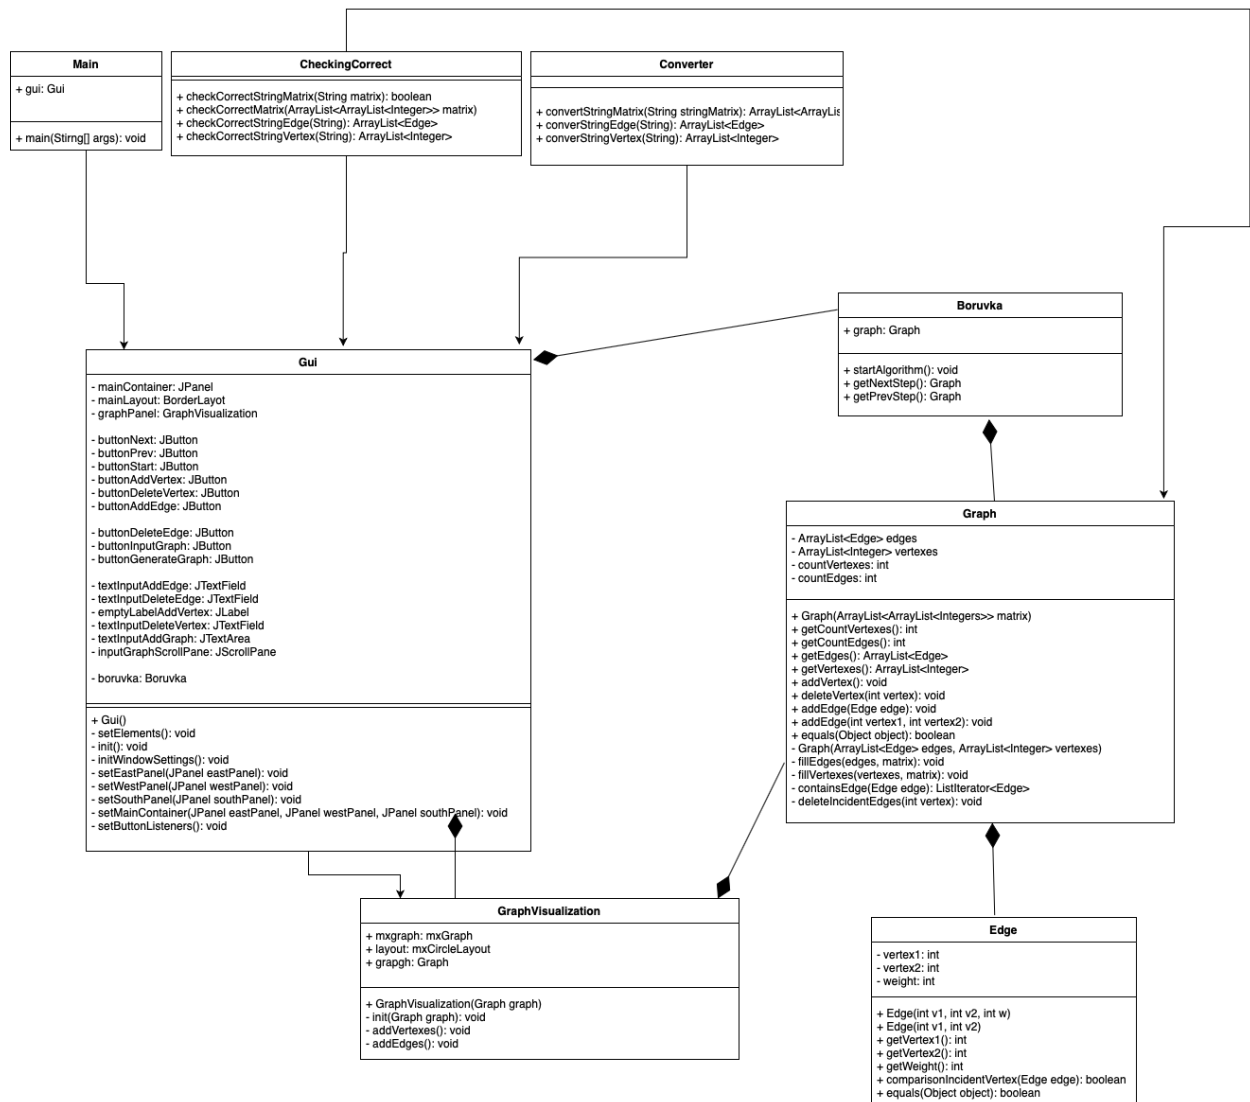 Main
+ gui: Gui
+ main(Stirng[] args): void
CheckingCorrect
+ checkCorrectStringMatrix(String matrix): boolean
+ checkCorrectMatrix(ArrayList<ArrayList<Integer>> matrix)
+ checkCorrectStringEdge(String): ArrayList<Edge>
+ checkCorrectStringVertex(String): ArrayList<Integer>
Converter
+ convertStringMatrix(String stringMatrix): ArrayList<ArrayLis
+ converStringEdge(String): ArrayList<Edge>
+ converStringVertex(String): ArrayList<Integer>
Boruvka
+ graph: Graph
+ startAlgorithm(): void
+ getNextStep(): Graph
+ getPrevStep(): Graph
Gui
- mainContainer: JPanel
- mainLayout: BorderLayot
- graphPanel: GraphVisualization
- buttonNext: JButton
- buttonPrev: JButton
- buttonStart: JButton
- buttonAddVertex: JButton
- buttonDeleteVertex: JButton
- buttonAddEdge: JButton
- buttonDeleteEdge: JButton
- buttonInputGraph: JButton
- buttonGenerateGraph: JButton
- textInputAddEdge: JTextField
- textInputDeleteEdge: JTextField
- emptyLabelAddVertex: JLabel
- textInputDeleteVertex: JTextField
- textInputAddGraph: JTextArea
- inputGraphScrollPane: JScrollPane
- boruvka: Boruvka
+ Gui()
- setElements(): void
- init(): void
- initWindowSettings(): void
- setEastPanel(JPanel eastPanel): void
- setWestPanel(JPanel westPanel): void
- setSouthPanel(JPanel southPanel): void
- setMainContainer(JPanel eastPanel, JPanel westPanel, JPanel southPanel): void
- setButtonListeners(): void
Graph
- ArrayList<Edge> edges
- ArrayList<Integer> vertexes
- countVertexes: int
- countEdges: int
+ Graph(ArrayList<ArrayList<Integers>> matrix)
+ getCountVertexes(): int
+ getCountEdges(): int
+ getEdges(): ArrayList<Edge>
+ getVertexes(): ArrayList<Integer>
+ addVertex(): void
+ deleteVertex(int vertex): void
+ addEdge(Edge edge): void
+ addEdge(int vertex1, int vertex2): void
+ equals(Object object): boolean
- Graph(ArrayList<Edge> edges, ArrayList<Integer> vertexes)
- fillEdges(edges, matrix): void
- fillVertexes(vertexes, matrix): void
- containsEdge(Edge edge): ListIterator<Edge>
- deleteIncidentEdges(int vertex): void
GraphVisualization
+ mxgraph: mxGraph
+ layout: mxCircleLayout
+ grapgh: Graph
+ GraphVisualization(Graph graph)
- init(Graph graph): void
- addVertexes(): void
- addEdges(): void
Edge
- vertex1: int
- vertex2: int
- weight: int
+ Edge(int v1, int v2, int w)
+ Edge(int v1, int v2)
+ getVertex1(): int
+ getVertex2(): int
+ getWeight(): int
+ comparisonIncidentVertex(Edge edge): boolean
+ equals(Object object): boolean